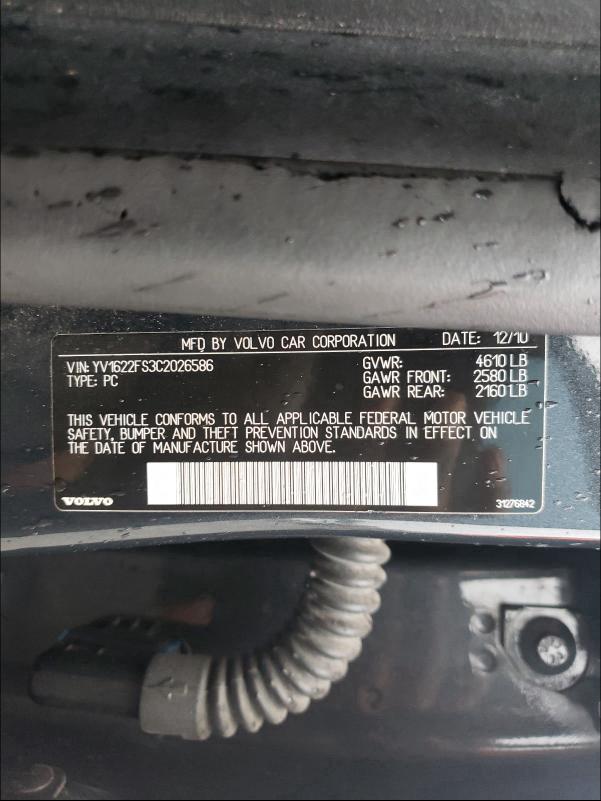 MFD BY VOLVO CAR CORPORATION DATE: 12/10
VIN: YV1622FS3C2026586 GVWR: 4610 LB
TYPE: PC GAWR FRONT: 2580 LB
GAWR REAR: 2160 LB
THIS VEHICLE CONFORMS TO ALL APPLICABLE FEDERAL MOTOR VEHICLE
SAFETY, BUMPER AND THEFT PREVENTION STANDARDS IN EFFECT ON
THE DATE OF MANUFACTURE SHOWN ABOVE.
VOLVO 31276842